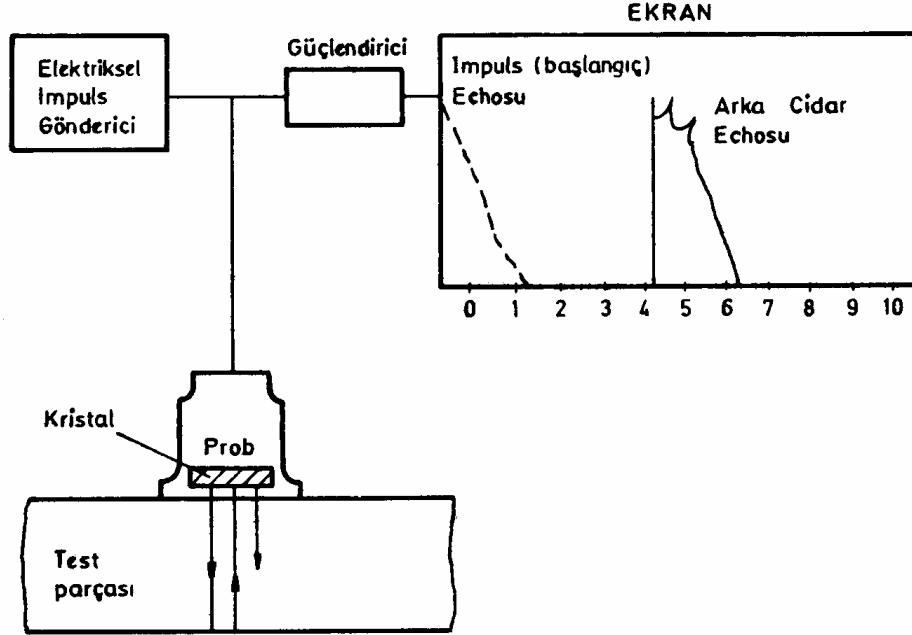 EKRAN
Elektriksel
Impuls
Gönderici
Güçlendirici
Impuls (başlangıç)
Echosu
Arka Cidar
Echosu
0 1 2 3 4 5 6 7 8 9 10
Kristal
Prob
Test
parçası